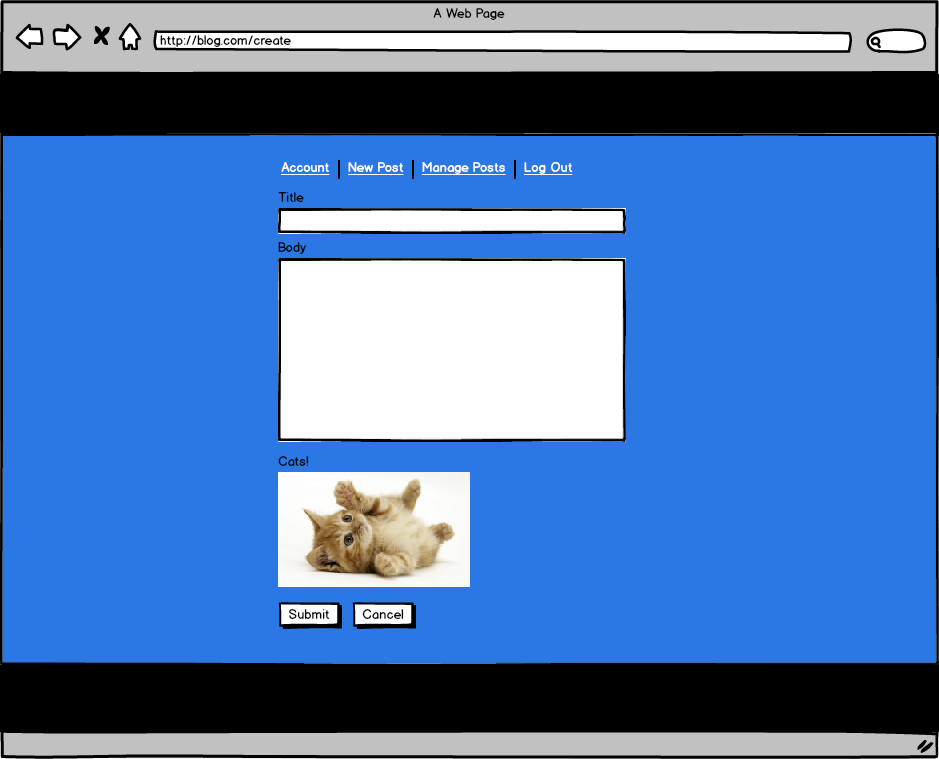 A Web Page
http://blog.com/create
Account New Post Manage Posts Log Out
Title
Body
Cats!
Submit Cancel